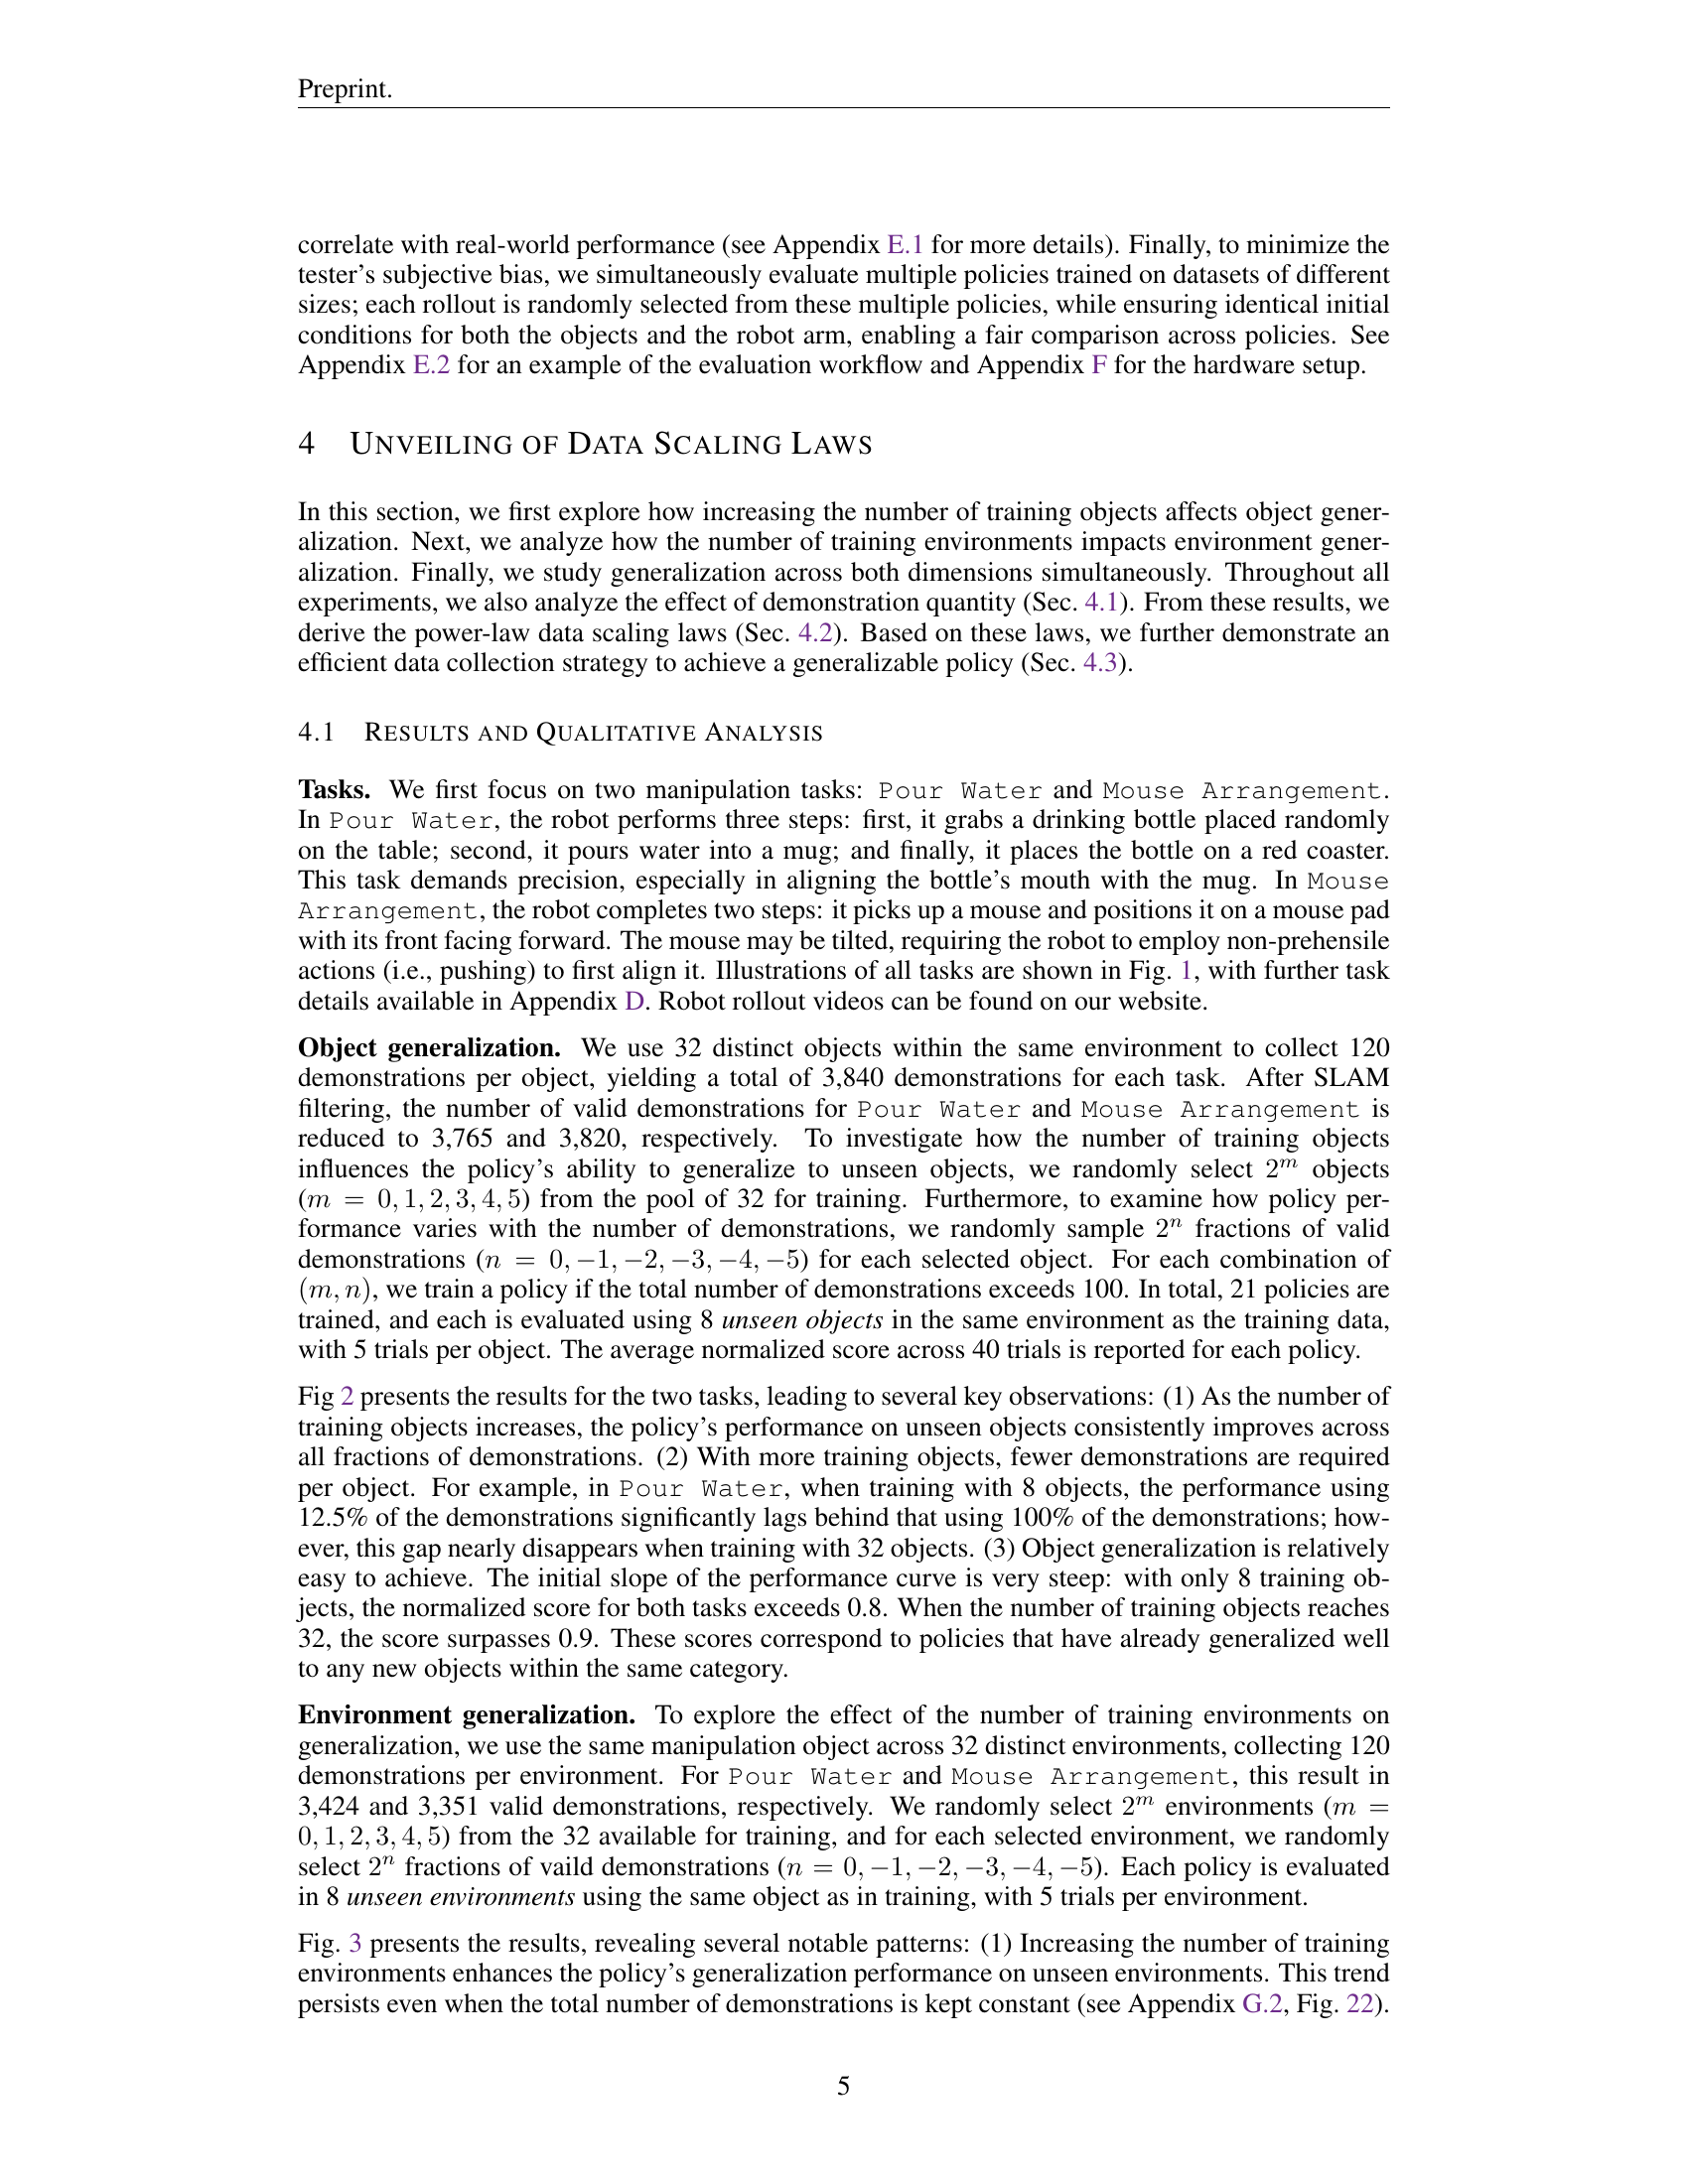 Preprint.
correlate with real-world performance (see Appendix E.1 for more details). Finally, to minimize the
tester's subjective bias, we simultaneously evaluate multiple policies trained on datasets of different
sizes; each rollout is randomly selected from these multiple policies, while ensuring identical initial
conditions for both the objects and the robot arm, enabling a fair comparison across policies. See
Appendix E.2 for an example of the evaluation workflow and Appendix F for the hardware setup.
4 UNVEILING OF DATA SCALING LAWS
In this section, we first explore how increasing the number of training objects affects object gener-
alization. Next, we analyze how the number of training environments impacts environment gener-
alization. Finally, we study generalization across both dimensions simultaneously. Throughout all
experiments, we also analyze the effect of demonstration quantity (Sec. 4.1). From these results, we
derive the power-law data scaling laws (Sec. 4.2). Based on these laws, we further demonstrate an
efficient data collection strategy to achieve a generalizable policy (Sec. 4.3).
4.1 RESULTS AND QUALITATIVE ANALYSIS
Tasks. We first focus on two manipulation tasks: Pour Water and Mouse Arrangement.
In Pour Water, the robot performs three steps: first, it grabs a drinking bottle placed randomly
on the table; second, it pours water into a mug; and finally, it places the bottle on a red coaster.
This task demands precision, especially in aligning the bottle's mouth with the mug. In Mouse
Arrangement, the robot completes two steps: it picks up a mouse and positions it on a mouse pad
with its front facing forward. The mouse may be tilted, requiring the robot to employ non-prehensile
actions (i.e., pushing) to first align it. Illustrations of all tasks are shown in Fig. 1, with further task
details available in Appendix D. Robot rollout videos can be found on our website.
Object generalization. We use 32 distinct objects within the same environment to collect 120
demonstrations per object, yielding a total of 3,840 demonstrations for each task. After SLAM
filtering, the number of valid demonstrations for Pour Water and Mouse Arrangement is
reduced to 3,765 and 3,820, respectively. To investigate how the number of training objects
influences the policy's ability to generalize to unseen objects, we randomly select 2^m objects
(m = 0, 1, 2, 3, 4, 5) from the pool of 32 for training. Furthermore, to examine how policy per-
formance varies with the number of demonstrations, we randomly sample 2^n fractions of valid
demonstrations (n = 0, −1, −2, −3, −4, −5) for each selected object. For each combination of
(m, n), we train a policy if the total number of demonstrations exceeds 100. In total, 21 policies are
trained, and each is evaluated using 8 unseen objects in the same environment as the training data,
with 5 trials per object. The average normalized score across 40 trials is reported for each policy.
Fig 2 presents the results for the two tasks, leading to several key observations: (1) As the number of
training objects increases, the policy's performance on unseen objects consistently improves across
all fractions of demonstrations. (2) With more training objects, fewer demonstrations are required
per object. For example, in Pour Water, when training with 8 objects, the performance using
12.5% of the demonstrations significantly lags behind that using 100% of the demonstrations; how-
ever, this gap nearly disappears when training with 32 objects. (3) Object generalization is relatively
easy to achieve. The initial slope of the performance curve is very steep: with only 8 training ob-
jects, the normalized score for both tasks exceeds 0.8. When the number of training objects reaches
32, the score surpasses 0.9. These scores correspond to policies that have already generalized well
to any new objects within the same category.
Environment generalization. To explore the effect of the number of training environments on
generalization, we use the same manipulation object across 32 distinct environments, collecting 120
demonstrations per environment. For Pour Water and Mouse Arrangement, this result in
3,424 and 3,351 valid demonstrations, respectively. We randomly select 2^m environments (m =
0, 1, 2, 3, 4, 5) from the 32 available for training, and for each selected environment, we randomly
select 2^n fractions of vaild demonstrations (n = 0, −1, −2, −3, −4, −5). Each policy is evaluated
in 8 unseen environments using the same object as in training, with 5 trials per environment.
Fig. 3 presents the results, revealing several notable patterns: (1) Increasing the number of training
environments enhances the policy's generalization performance on unseen environments. This trend
persists even when the total number of demonstrations is kept constant (see Appendix G.2, Fig. 22).
5